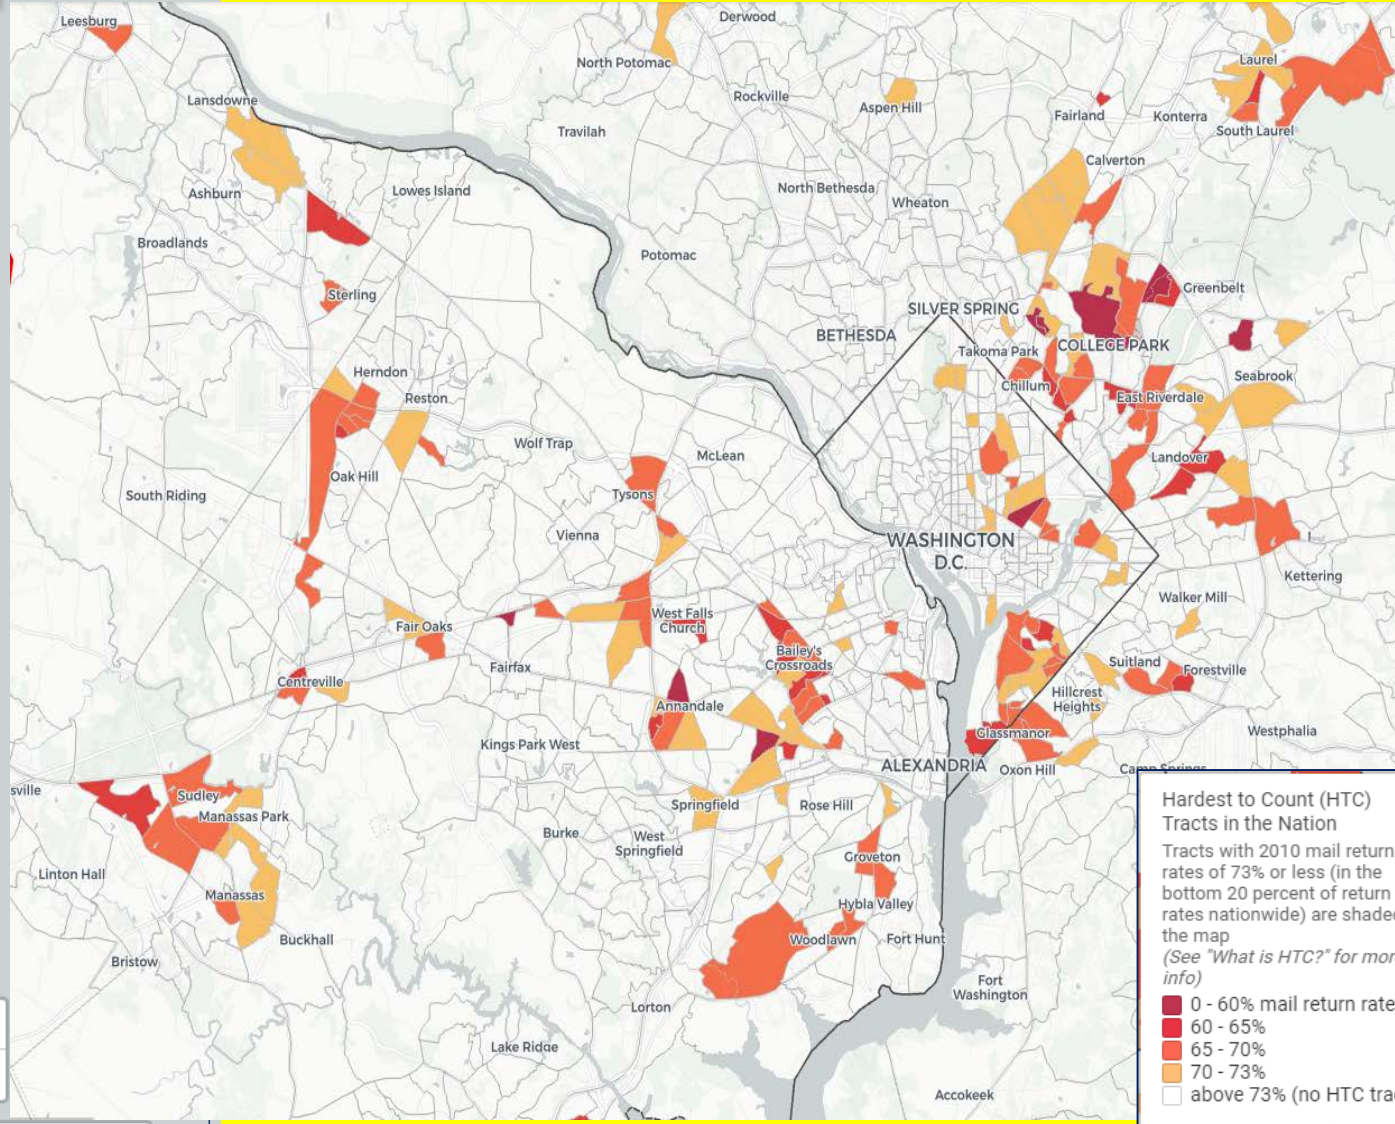 Leesburg
Derwood
North Potomac
Laurel
Lansdowne
Rockville
Aspen Hill
Fairland
Konterra
South Laurel
Travilah
Calverton
Ashburn
Lowes Island
North Bethesda
Wheaton
Broadlands
Potomac
Sterling
Greenbelt
SILVER SPRING
BETHESDA
Takoma Park
COLLEGE PARK
Herndon
Seabrook
Reston
Chillum
East Riverdale
Wolf Trap
McLean
Landover
Oak Hill
South Riding
Tysons
Vienna
WASHINGTON
D.C.
Kettering
Walker Mill
West Falls
Church
Fair Oaks
Bailey's
Crossroads
Fairfax
Suitland
Forestville
Centreville
Hillcrest
Heights
Annandale
Glassmanor
Westphalia
Kings Park West
ALEXANDRIA
Oxon Hill
Camp Springs
sville
Sudley
Manassas Park
Springfield
Rose Hill
Burke
West
Springfield
Groveton
Linton Hall
Manassas
Hybla Valley
Buckhall
Woodlawn
Fort Hunt
Bristow
Fort
Washington
Lorton
Lake Ridge
Accokeek
Hardest to Count (HTC)
Tracts in the Nation
Tracts with 2010 mail return
rates of 73% or less (in the
bottom 20 percent of return
rates nationwide) are shaded
the map
(See "What is HTC?" for mor
info)
0 - 60% mail return rate
60 - 65%
65 - 70%
70 - 73%
above 73% (no HTC tra